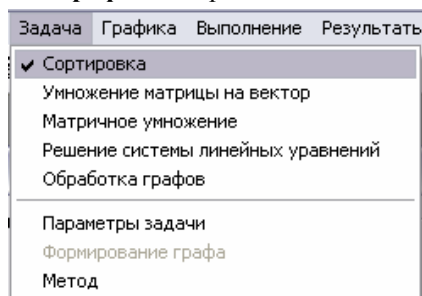 Задача Графика Выполнение Результаты
Сортировка
Умножение матрицы на вектор
Матричное умножение
Решение системы линейных уравнений
Обработка графов
Параметры задачи
Формирование графа
Метод